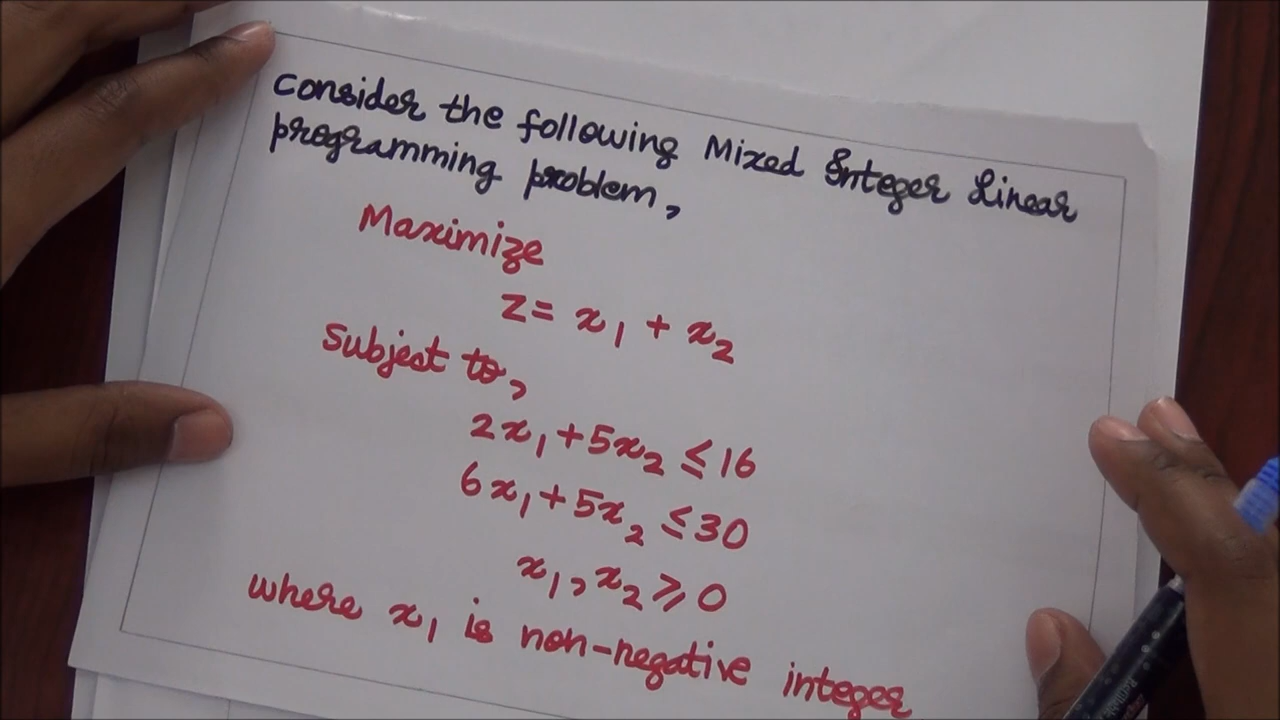 Consider the following Mixed Integer Linear
programming problem,
Maximize
Z = x₁ + x₂
Subject to,
2x₁ + 5x₂ ≤ 16
6x₁ + 5x₂ ≤ 30
x₁, x₂ ≥ 0
where x₁ is non-negative integer